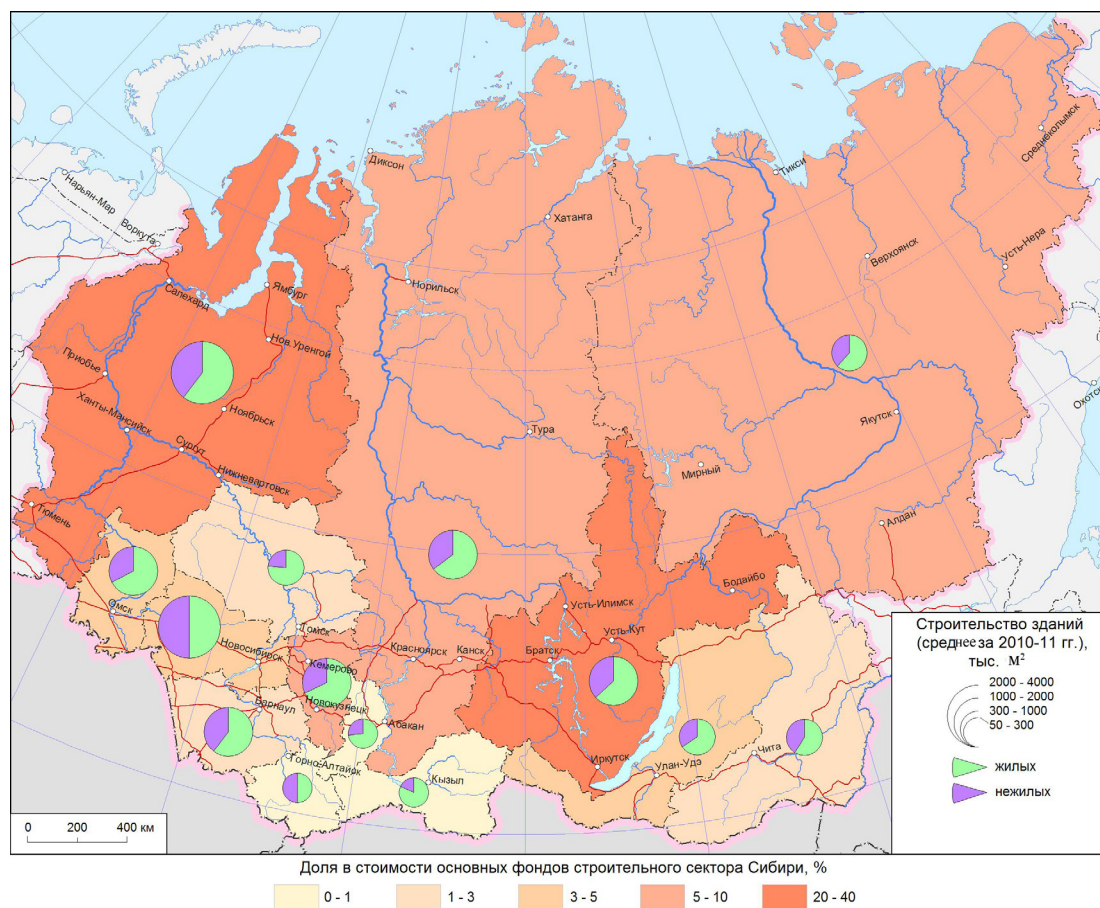 Диксон
Тикси
Среднеколымск
Нарьян-Мар
Воркута
Хатанга
Верхоянск
Усть-Нера
Салехард
Ямбург
Норильск
Приобье
Нов.Уренгой
Охотск
Ханты-Мансийск
Ноябрьск
Якутск
Сургут
Тура
Мирный
Нижневартовск
Тюмень
Алдан
Бодайбо
Омск
Усть-Илимск
Томск
Усть-Кут
Новосибирск
Красноярск
Канск
Братск
Кемерово
Барнаул
Новокузнецк
Абакан
Горно-Алтайск
Кызыл
Иркутск
Улан-Удэ
Чита
Строительство зданий
(среднее за 2010-11 гг.),
тыс. м²
2000 - 4000
1000 - 2000
300 - 1000
50 - 300
жилых
нежилых
0 200 400 км
Доля в стоимости основных фондов строительного сектора Сибири, %
0 - 1 1 - 3 3 - 5 5 - 10 20 - 40